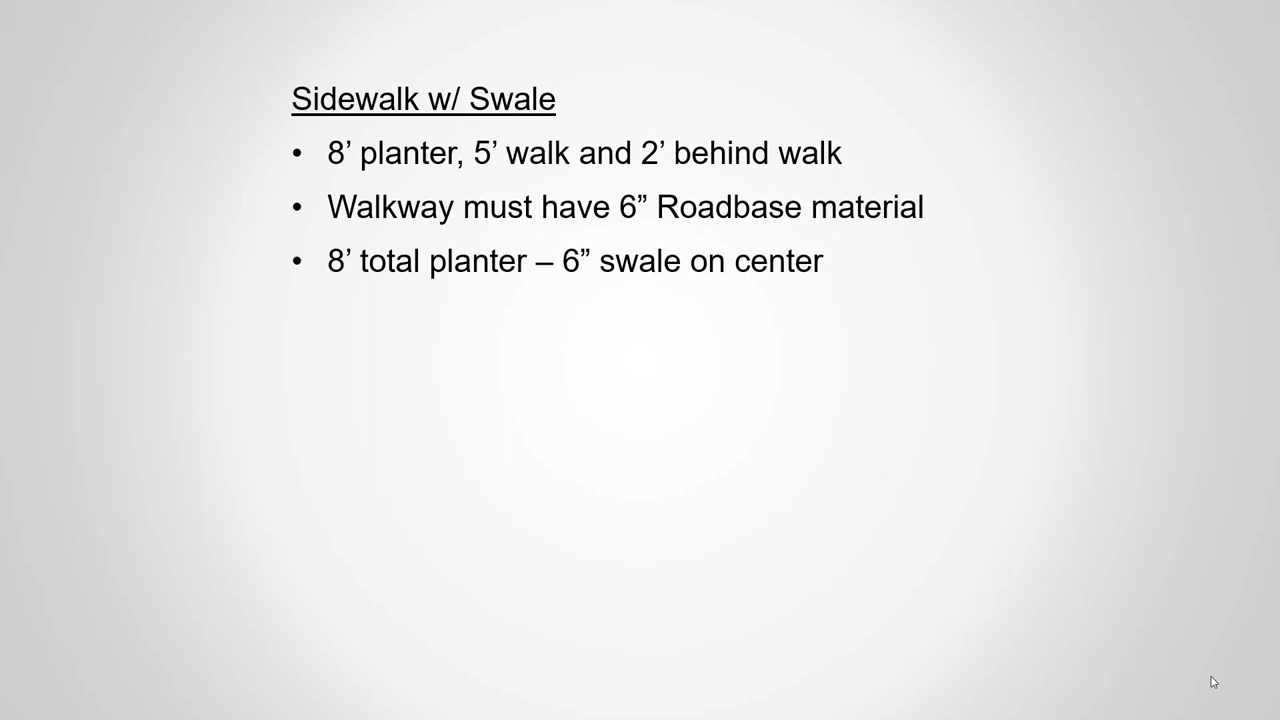 Sidewalk w/ Swale
• 8’ planter, 5’ walk and 2’ behind walk
• Walkway must have 6” Roadbase material
• 8’ total planter – 6” swale on center